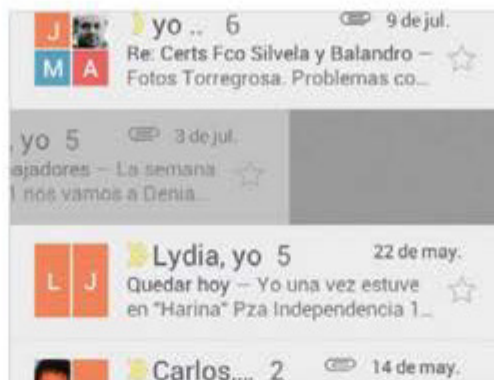 J
M A
yo .. 6 9 de jul.
Re: Certs Fco Silvela y Balandro –
Fotos Torregrosa. Problemas co...
, yo 5 3 de jul.
ajadores – La semana
1 nos vamos a Denia...
L J
Lydia, yo 5 22 de may.
Quedar hoy – Yo una vez estuve
en "Harina" Pza Independencia 1...
Carlos,... 2 14 de may.